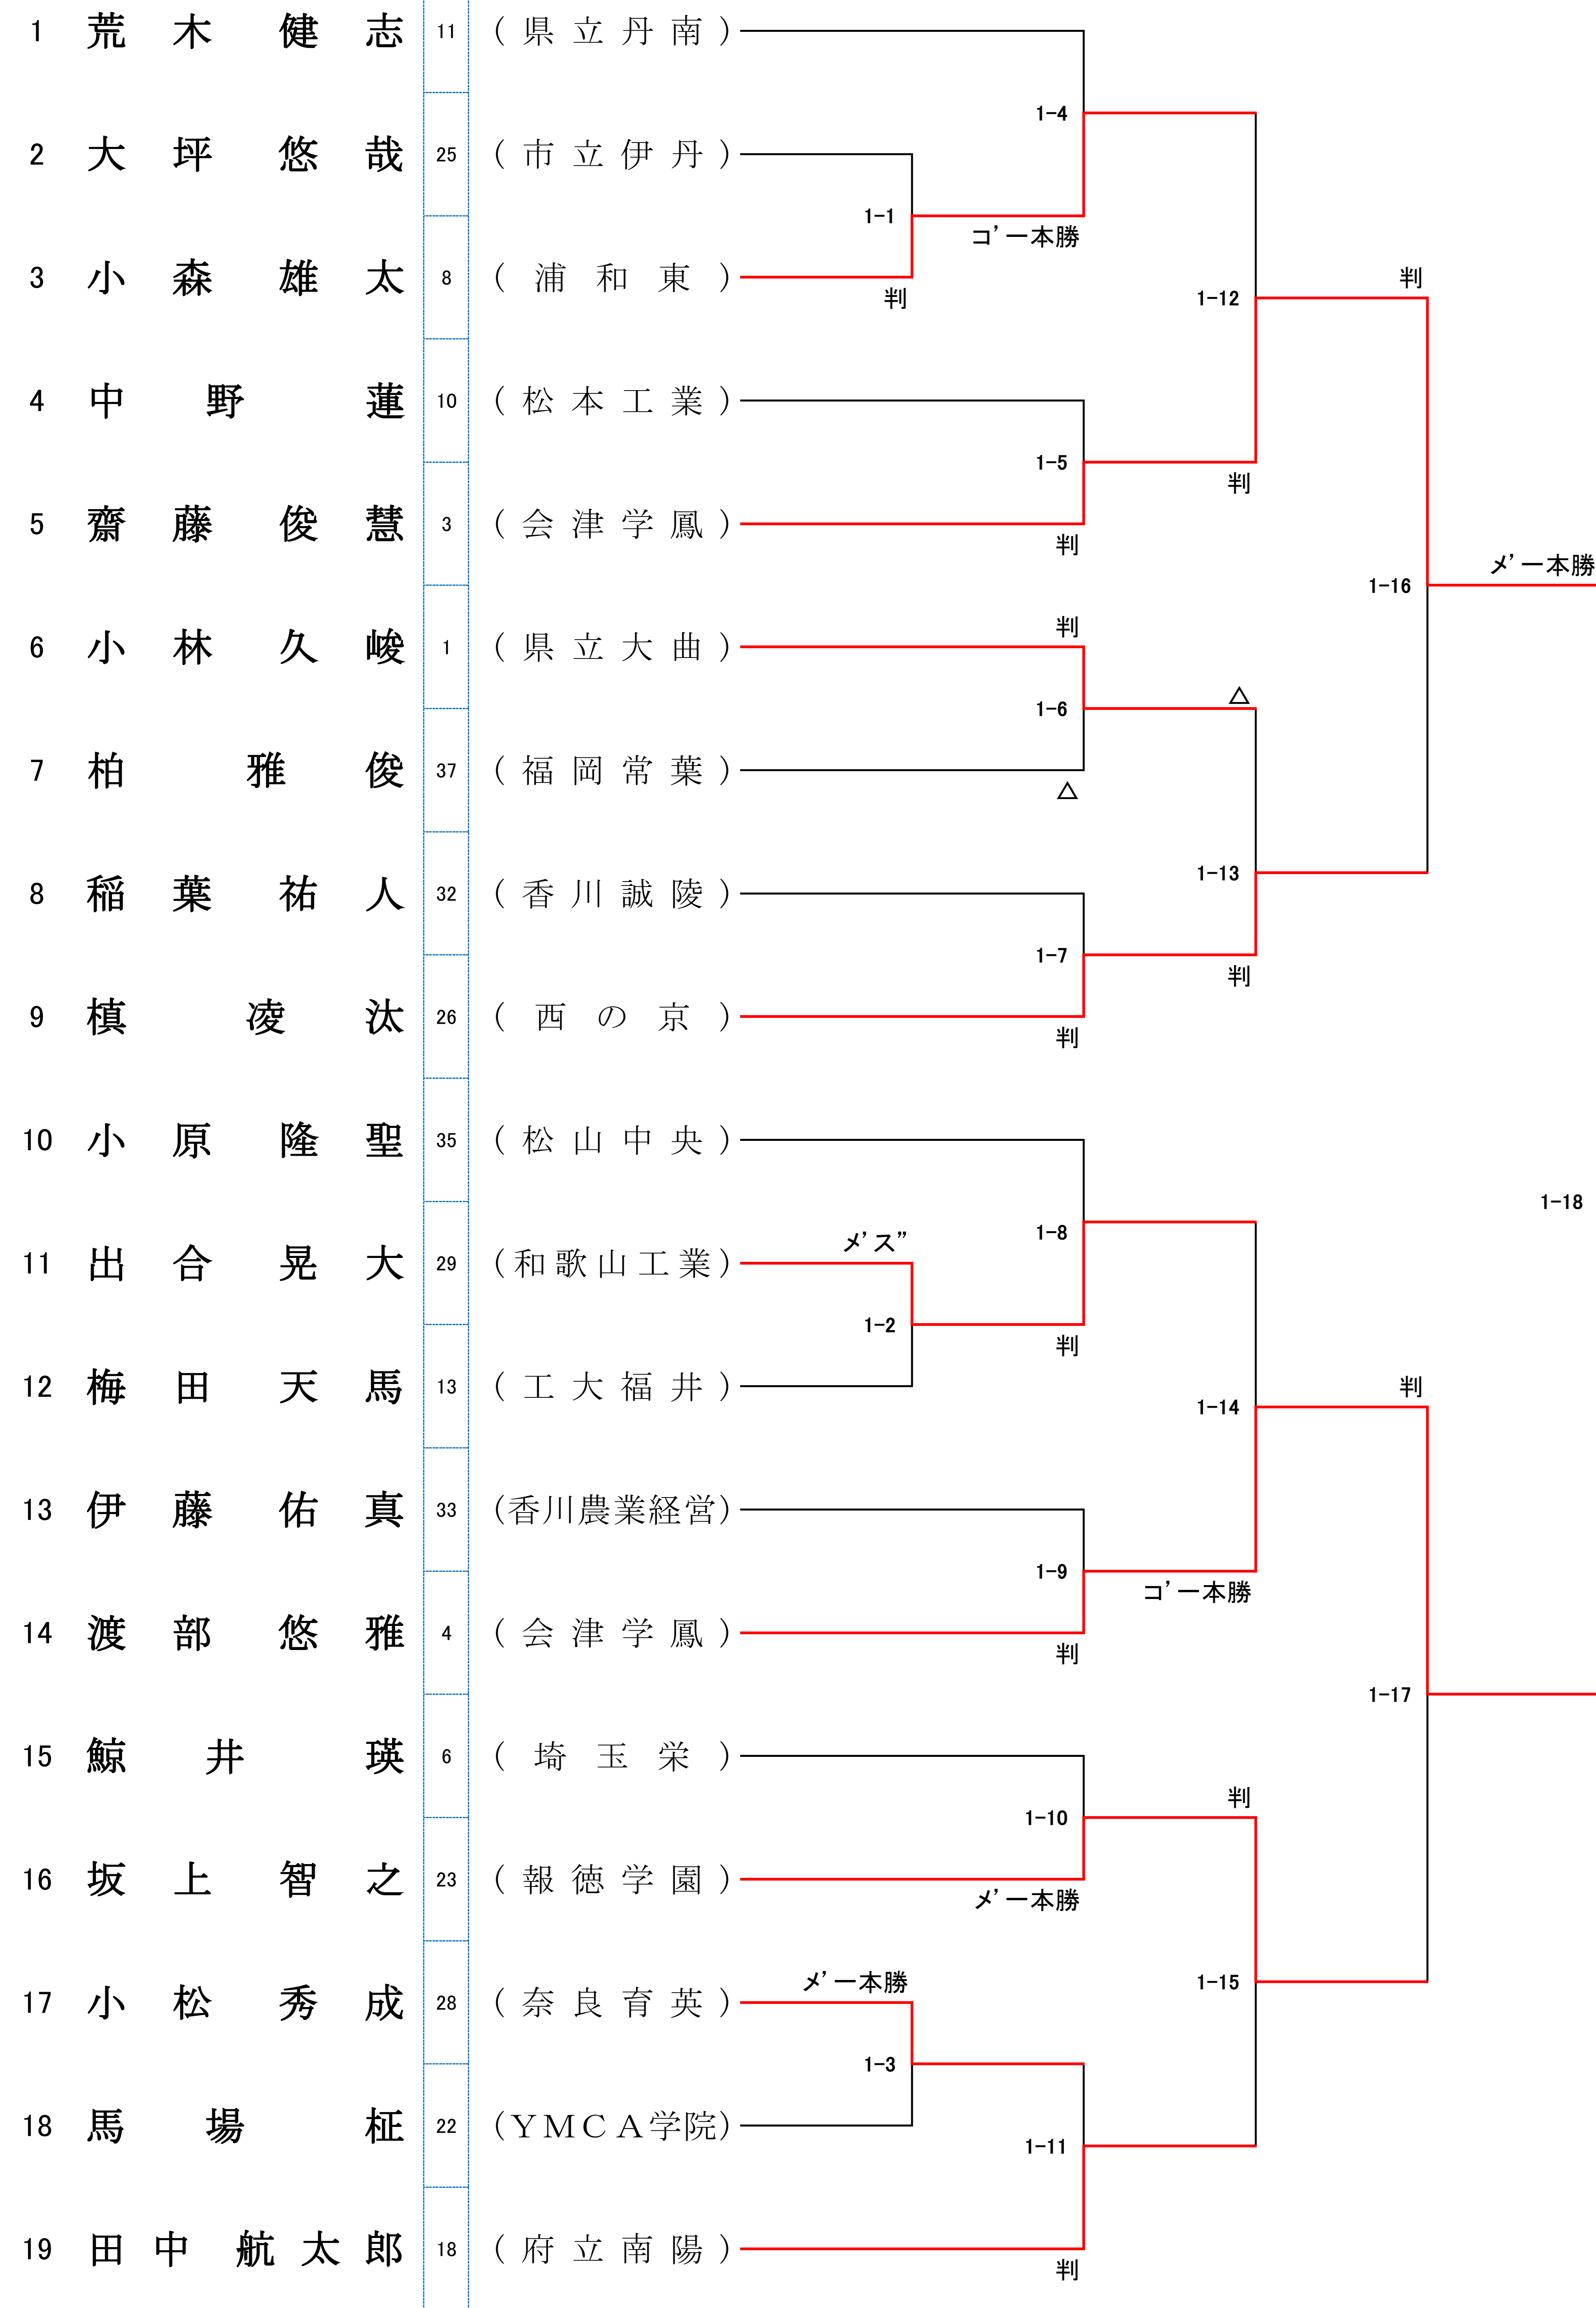 1 荒木健志 11 (県立丹南)
1-4
2 大坪悠哉 25 (市立伊丹)
1-1
コ’一本勝
3 小森雄太 8 (浦和東)
判
1-12
判
4 中野蓮 10 (松本工業)
1-5
判
5 齋藤俊慧 3 (会津学鳳)
判
メ’一本勝
1-16
判
6 小林久峻 1 (県立大曲)
△
1-6
7 柏雅俊 37 (福岡常葉)
△
1-13
8 稲葉祐人 32 (香川誠陵)
1-7
判
9 槙凌汰 26 (西の京)
判
10 小原隆聖 35 (松山中央)
1-18
1-8
メ’ス”
11 出合晃大 29 (和歌山工業)
1-2
判
12 梅田天馬 13 (工大福井)
判
1-14
13 伊藤佑真 33 (香川農業経営)
1-9
コ’一本勝
14 渡部悠雅 4 (会津学鳳)
判
1-17
15 鯨井瑛 6 (埼玉栄)
判
1-10
16 坂上智之 23 (報徳学園)
メ’一本勝
メ’一本勝
1-15
17 小松秀成 28 (奈良育英)
1-3
18 馬場柾 22 (YMCA学院)
1-11
19 田中航太郎 18 (府立南陽)
判